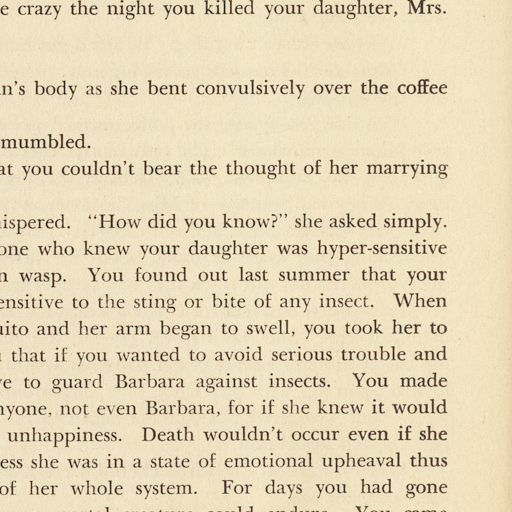 e crazy the night you killed your daughter, Mrs.
n's body as she bent convulsively over the coffee
mumbled.
at you couldn't bear the thought of her marrying
ispered. "How did you know?" she asked simply.
one who knew your daughter was hyper-sensitive
n wasp. You found out last summer that your
ensitive to the sting or bite of any insect. When
uito and her arm began to swell, you took her to
that if you wanted to avoid serious trouble and
e to guard Barbara against insects. You made
nyone, not even Barbara, for if she knew it would
unhappiness. Death wouldn't occur even if she
ess she was in a state of emotional upheaval thus
of her whole system. For days you had gone